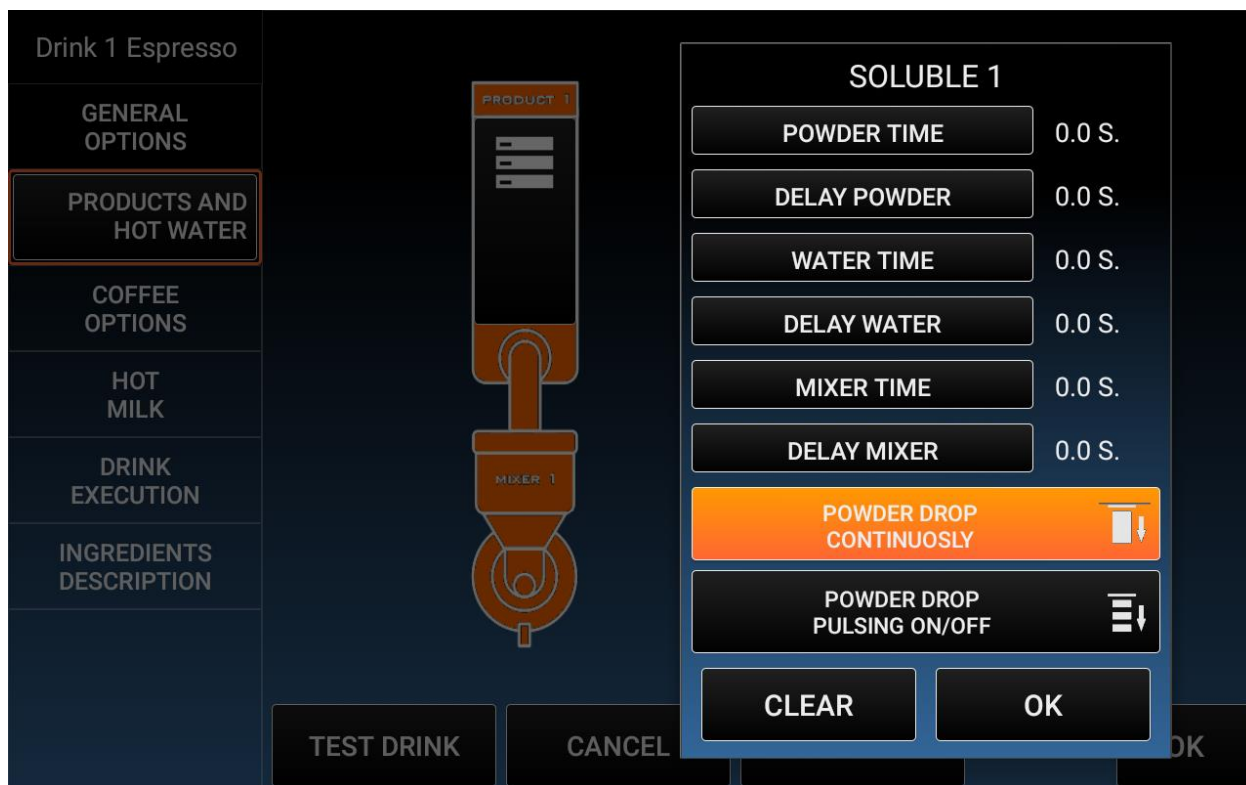 Drink 1 Espresso
GENERAL
OPTIONS
PRODUCTS AND
HOT WATER
COFFEE
OPTIONS
HOT
MILK
DRINK
EXECUTION
INGREDIENTS
DESCRIPTION
PRODUCT 1
MIXER 1
SOLUBLE 1
POWDER TIME 0.0 S.
DELAY POWDER 0.0 S.
WATER TIME 0.0 S.
DELAY WATER 0.0 S.
MIXER TIME 0.0 S.
DELAY MIXER 0.0 S.
POWDER DROP
CONTINUOSLY
POWDER DROP
PULSING ON/OFF
CLEAR OK
TEST DRINK CANCEL OK